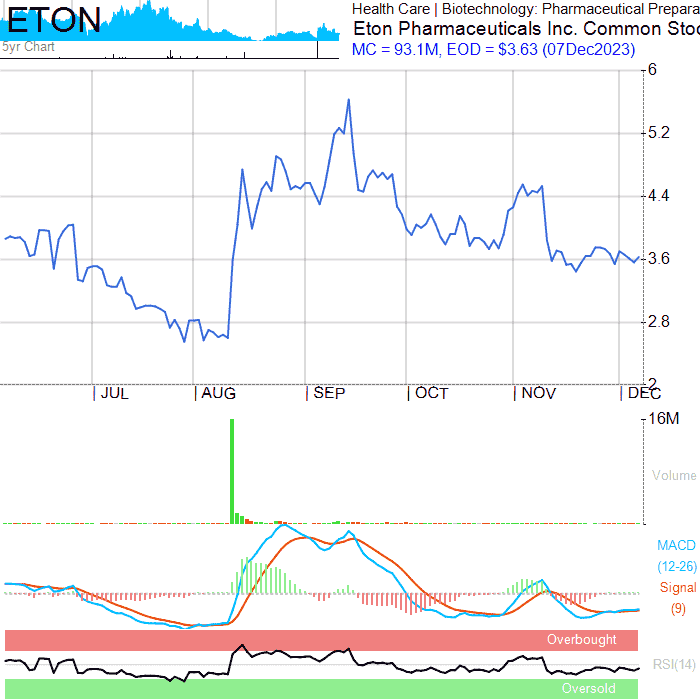 ETON
5yr Chart
Health Care | Biotechnology: Pharmaceutical Prepara
Eton Pharmaceuticals Inc. Common Stoc
MC = 93.1M, EOD = $3.63 (07Dec2023)
6
5.2
4.4
3.6
2.8
2
JUL AUG SEP OCT NOV DEC
16M
Volume
MACD
(12-26)
Signal
(9)
Overbought
RSI(14)
Oversold